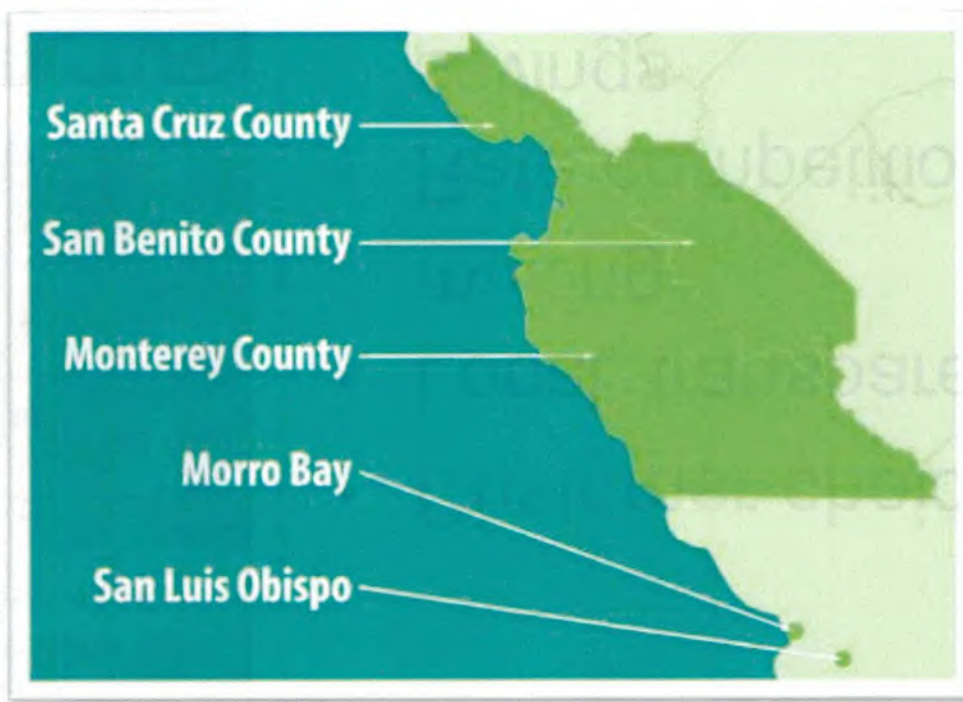 Santa Cruz County
San Benito County
Monterey County
Morro Bay
San Luis Obispo